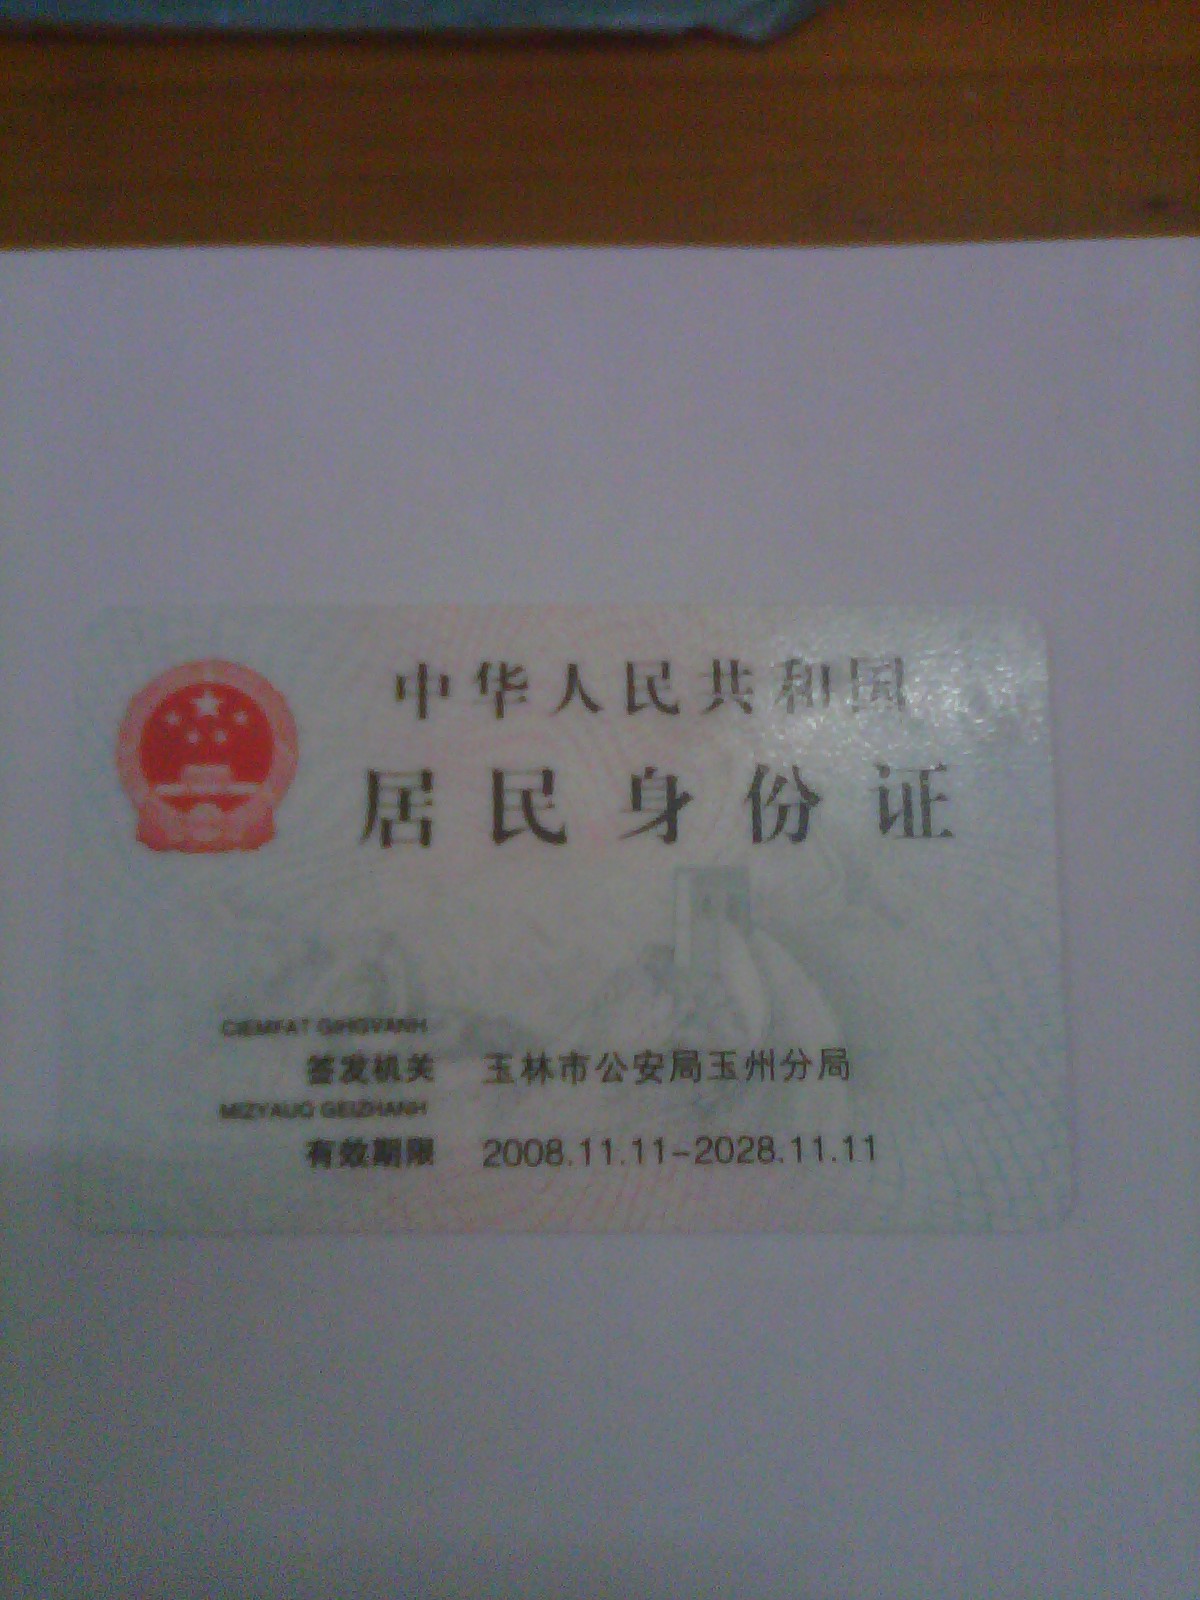 中华人民共和国
居民身份证
CIEMFAT GIHGVANH
签发机关 玉林市公安局玉州分局
MIZYAUQ GEIZHANH
有效期限 2008.11.11-2028.11.11